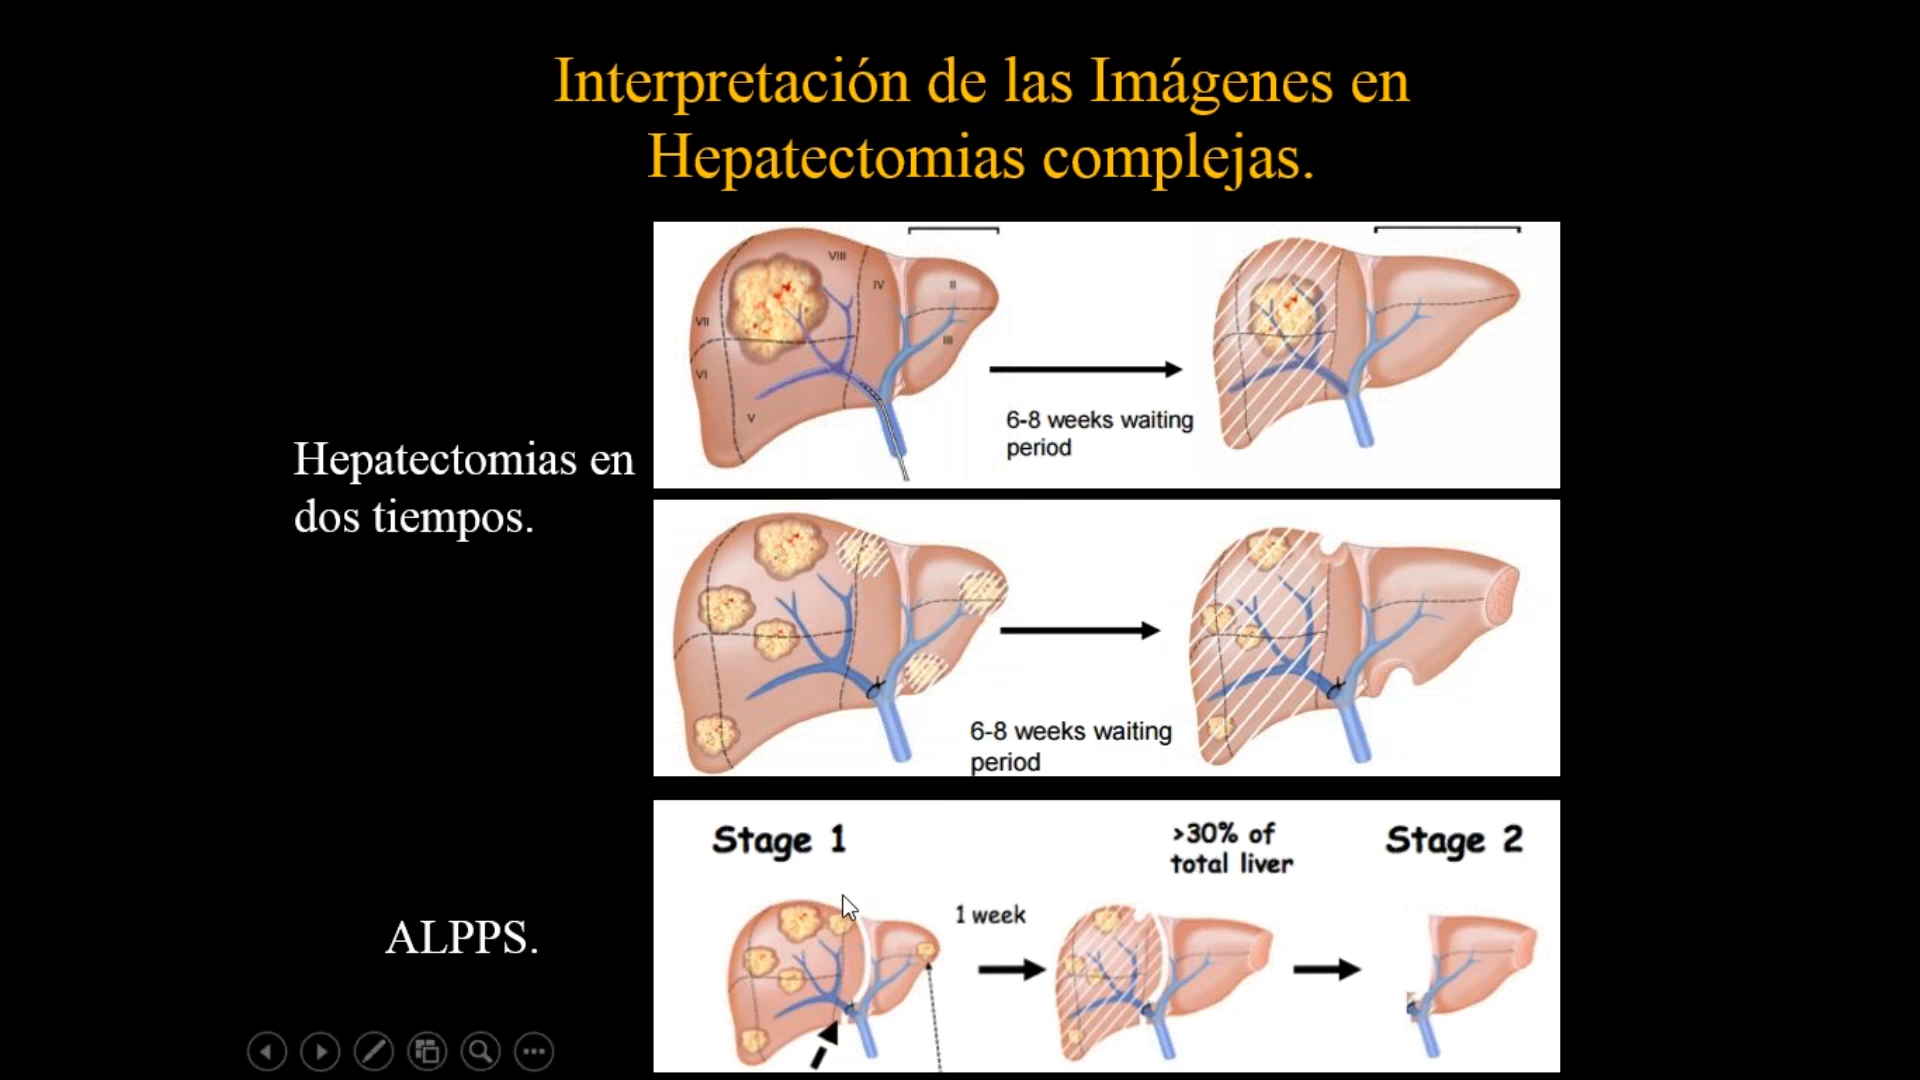 Interpretación de las Imágenes en
Hepatectomias complejas.
VIII
IV
II
VII
III
VI
V
6-8 weeks waiting
period
Hepatectomias en
dos tiempos.
6-8 weeks waiting
period
Stage 1
>30% of
total liver
Stage 2
1 week
ALPPS.